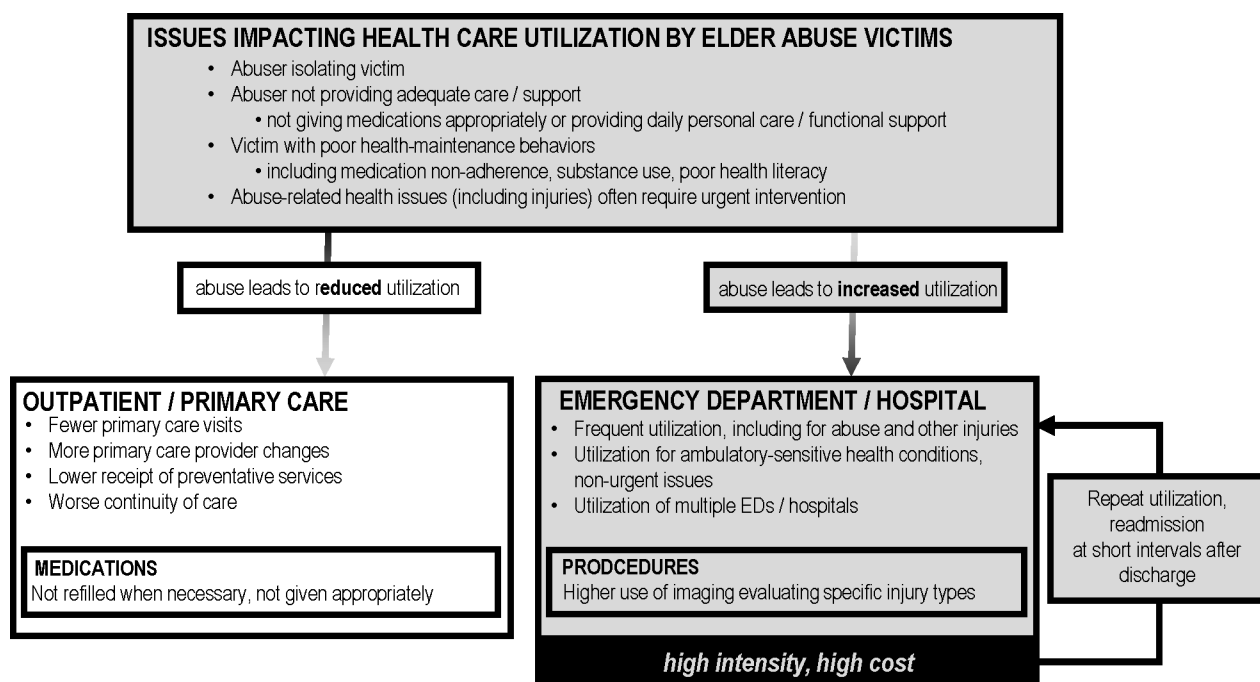 ISSUES IMPACTING HEALTH CARE UTILIZATION BY ELDER ABUSE VICTIMS
• Abuser isolating victim
• Abuser not providing adequate care / support
• not giving medications appropriately or providing daily personal care / functional support
• Victim with poor health-maintenance behaviors
• including medication non-adherence, substance use, poor health literacy
• Abuse-related health issues (including injuries) often require urgent intervention
abuse leads to reduced utilization
abuse leads to increased utilization
OUTPATIENT / PRIMARY CARE
• Fewer primary care visits
• More primary care provider changes
• Lower receipt of preventative services
• Worse continuity of care
MEDICATIONS
Not refilled when necessary, not given appropriately
EMERGENCY DEPARTMENT / HOSPITAL
• Frequent utilization, including for abuse and other injuries
• Utilization for ambulatory-sensitive health conditions,
non-urgent issues
• Utilization of multiple EDs / hospitals
PRODCEDURES
Higher use of imaging evaluating specific injury types
high intensity, high cost
Repeat utilization,
readmission
at short intervals after
discharge